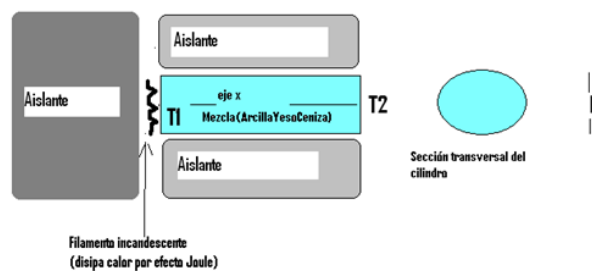 Aislante
Aislante
eje x
T1
T2
Mezcla(ArcillaYesoCeniza)
Aislante
Sección transversal del
cilindro
Filamento incandescente
(disipa calor por efecto Joule)